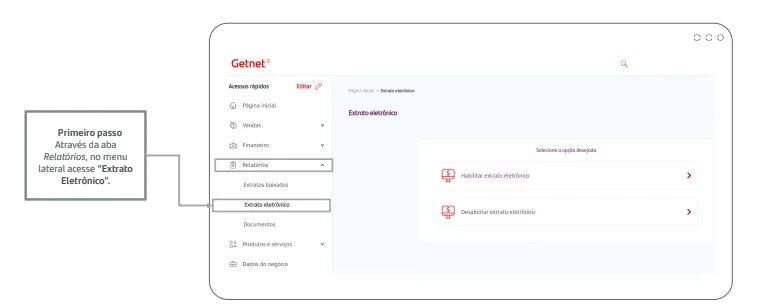 Getnet
Acessos rápidos
Editar
Página inicial
Vendas
Financeiro
Relatórios
Extratos baixados
Extrato eletrônico
Documentos
Produtos e serviços
Dados do negócio
Página inicial > Extrato eletrônico
Extrato eletrônico
Selecione a opção desejada
Habilitar extrato eletrônico
Desabilitar extrato eletrônico
Primeiro passo
Através da aba
Relatórios, no menu
lateral acesse "Extrato
Eletrônico".